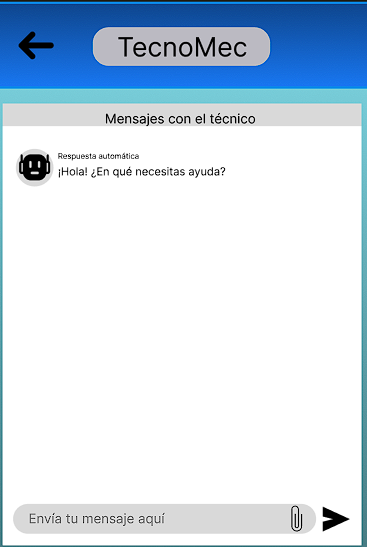 TecnoMec
Mensajes con el técnico
Respuesta automática
¡Hola! ¿En qué necesitas ayuda?
Envía tu mensaje aquí